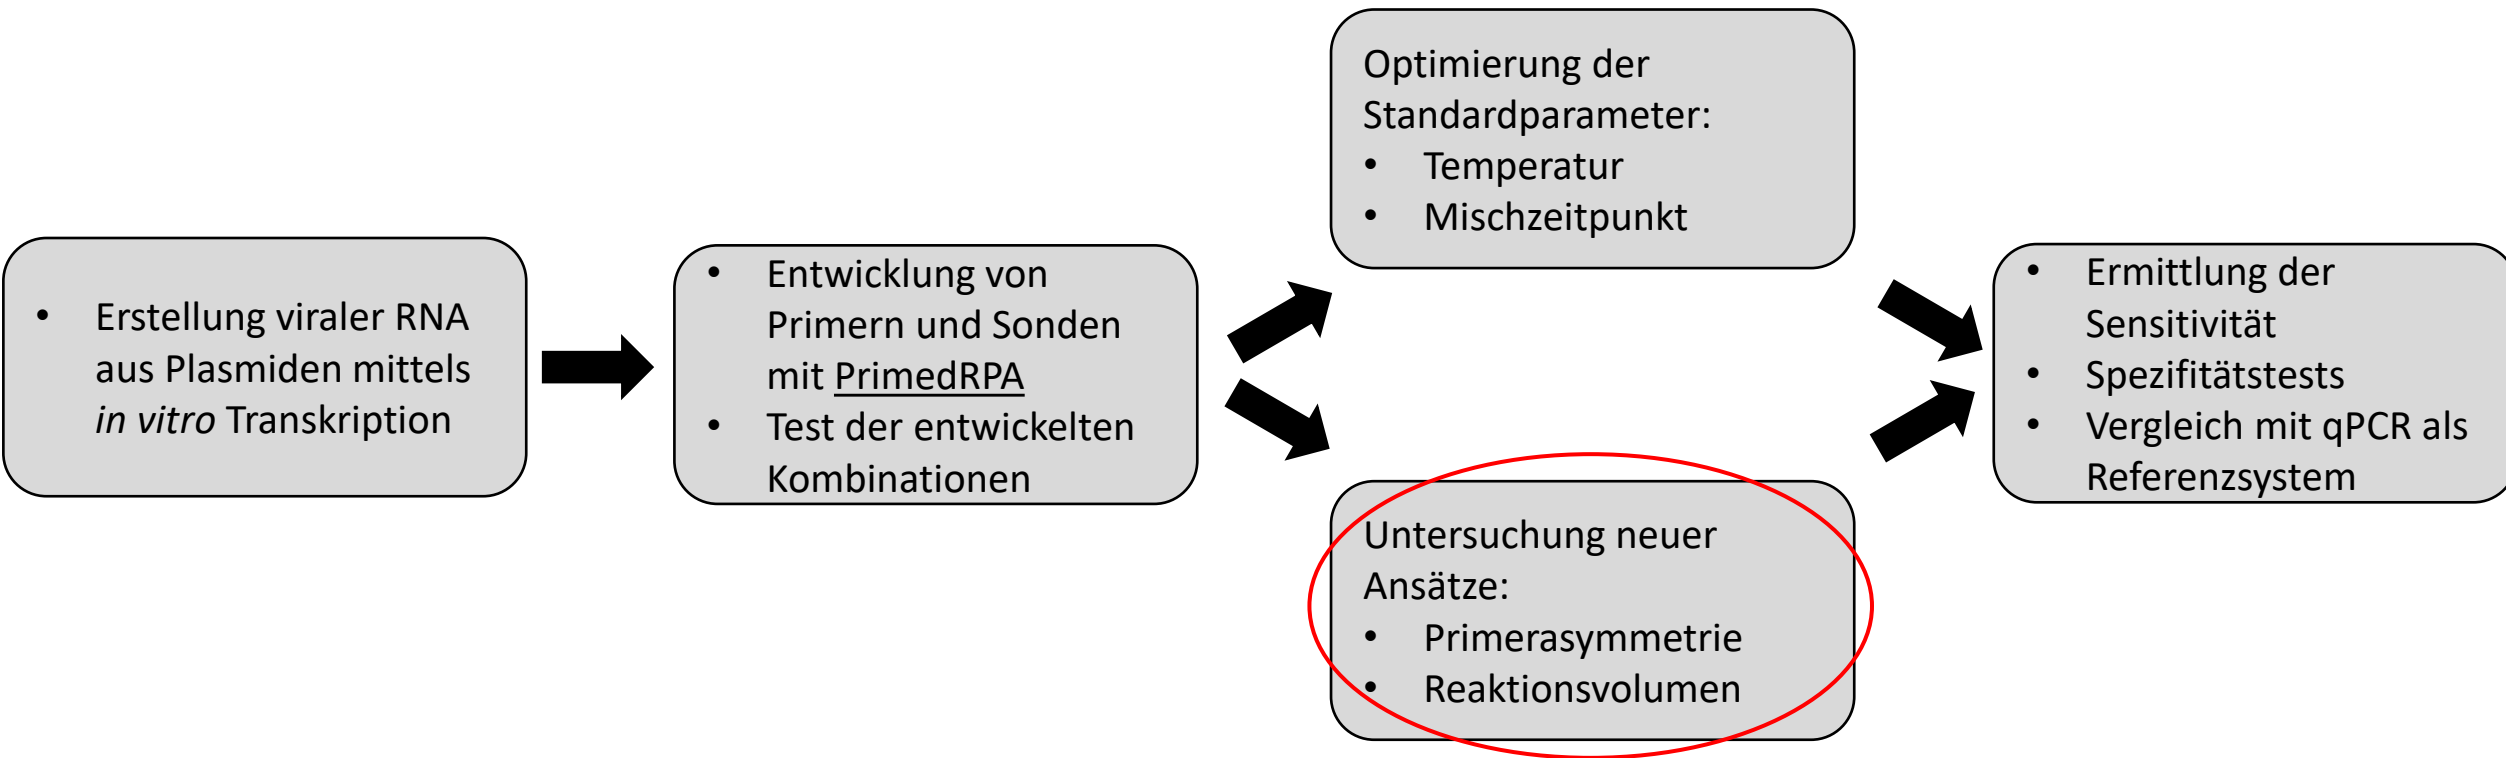 • Erstellung viraler RNA
aus Plasmiden mittels
in vitro Transkription
• Entwicklung von
Primern und Sonden
mit PrimedRPA
• Test der entwickelten
Kombinationen
Optimierung der
Standardparameter:
• Temperatur
• Mischzeitpunkt
Untersuchung neuer
Ansätze:
• Primerasymmetrie
• Reaktionsvolumen
• Ermittlung der
Sensitivität
• Spezifitätstests
• Vergleich mit qPCR als
Referenzsystem